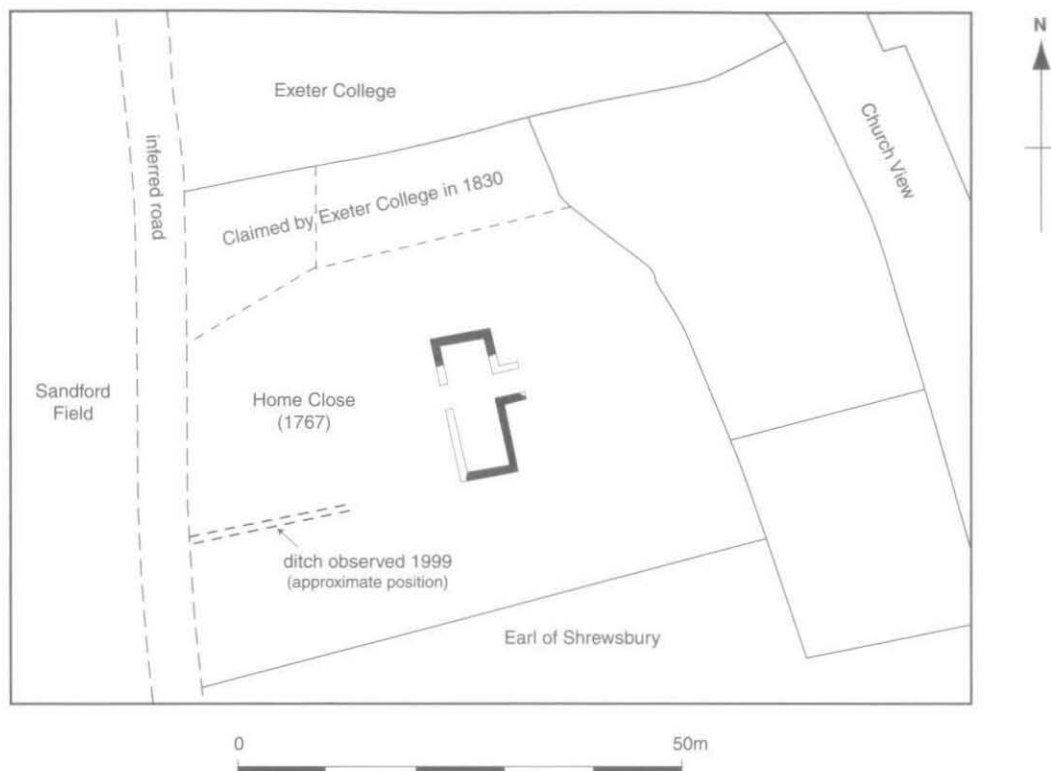 N
Exeter College
inferred road
Church View
Claimed by Exeter College in 1830
Sandford
Field
Home Close
(1767)
ditch observed 1999
(approximate position)
Earl of Shrewsbury
0
50m